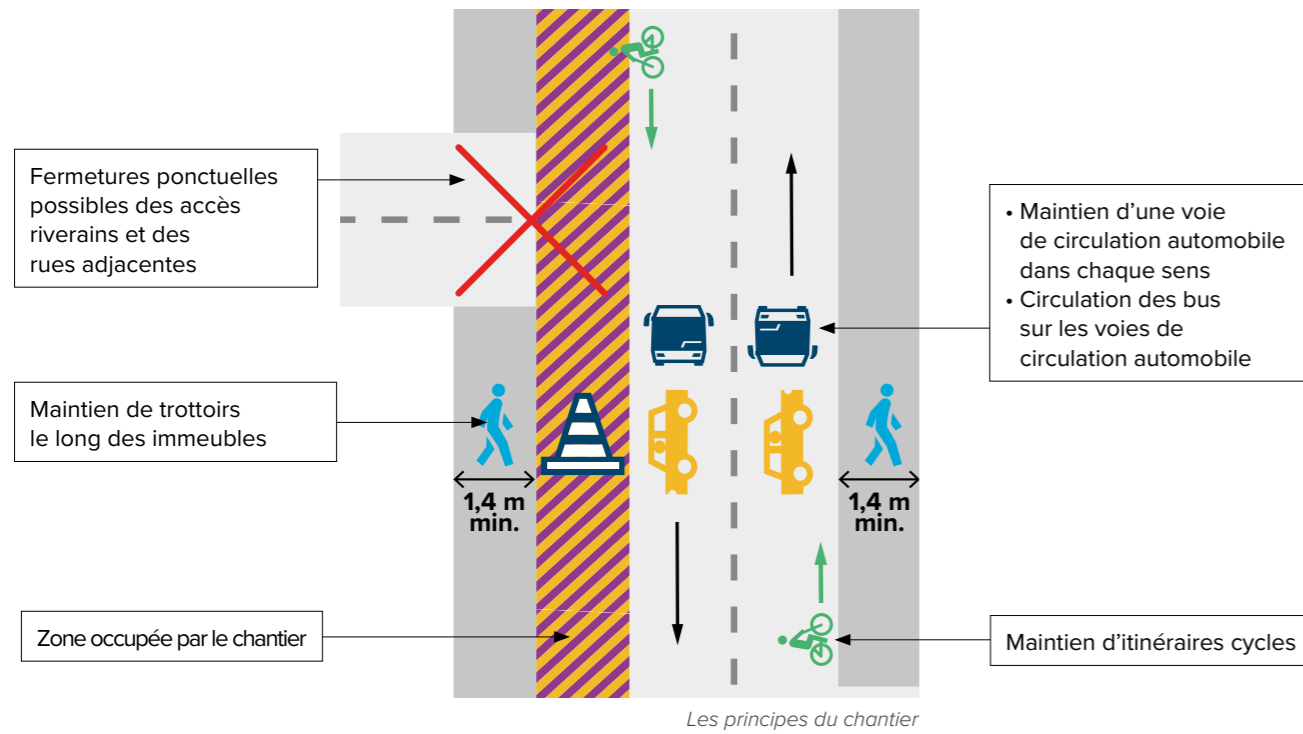 Fermetures ponctuelles
possibles des accès
riverains et des
rues adjacentes
• Maintien d’une voie
de circulation automobile
dans chaque sens
• Circulation des bus
sur les voies de
circulation automobile
Maintien de trottoirs
le long des immeubles
1,4 m
min.
1,4 m
min.
Zone occupée par le chantier
Maintien d’itinéraires cycles
Les principes du chantier